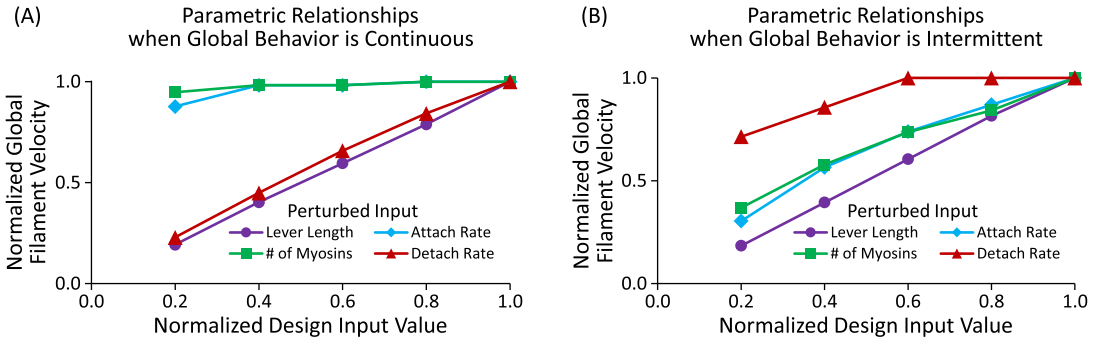 (A)
Parametric Relationships
when Global Behavior is Continuous
Normalized Global
Filament Velocity
1.0
0.5
0.0
0.0 0.2 0.4 0.6 0.8 1.0
Perturbed Input
Lever Length Attach Rate
# of Myosins Detach Rate
Normalized Design Input Value
(B)
Parametric Relationships
when Global Behavior is Intermittent
Normalized Global
Filament Velocity
1.0
0.5
0.0
0.0 0.2 0.4 0.6 0.8 1.0
Perturbed Input
Lever Length Attach Rate
# of Myosins Detach Rate
Normalized Design Input Value